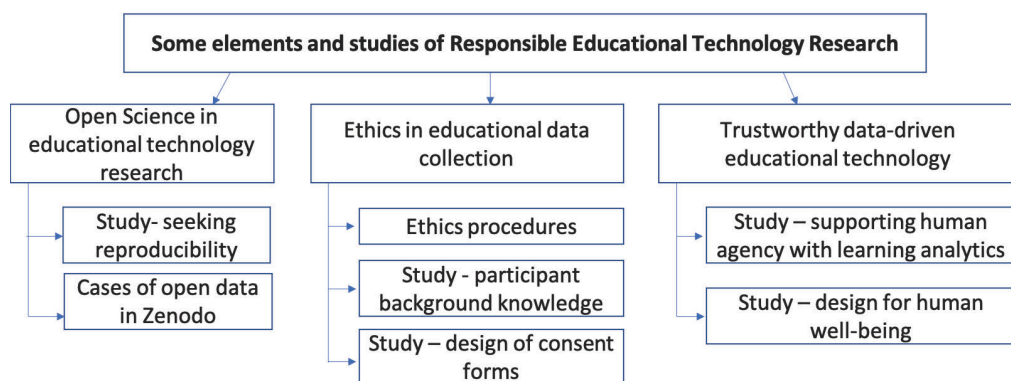 Some elements and studies of Responsible Educational Technology Research
Open Science in
educational technology
research
Study- seeking
reproducibility
Cases of open data
in Zenodo
Ethics in educational data
collection
Ethics procedures
Study - participant
background knowledge
Study – design of consent
forms
Trustworthy data-driven
educational technology
Study – supporting human
agency with learning analytics
Study – design for human
well-being